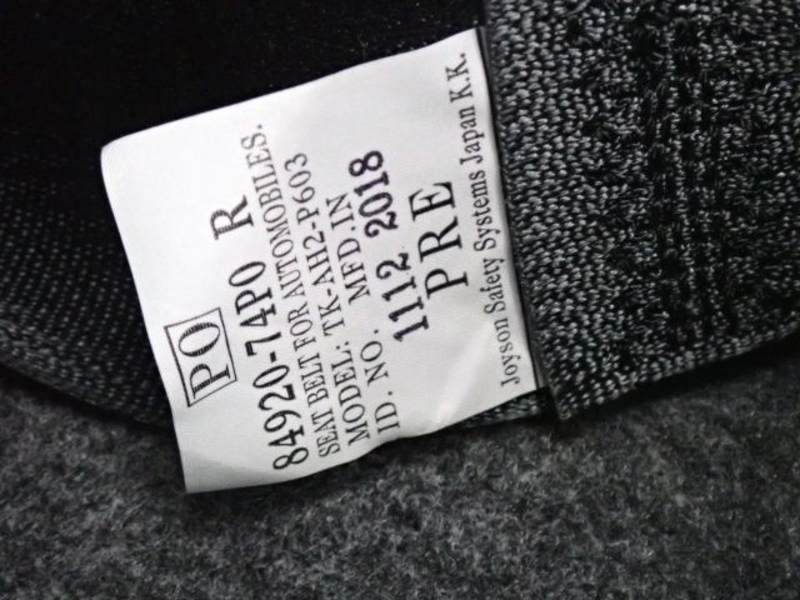 PO
84920-74P0 R
SEAT BELT FOR AUTOMOBILES.
MODEL: TK-AH2-P603
ID. NO. MFD.IN
1112 2018
PRE
Joyson Safety Systems Japan K.K.